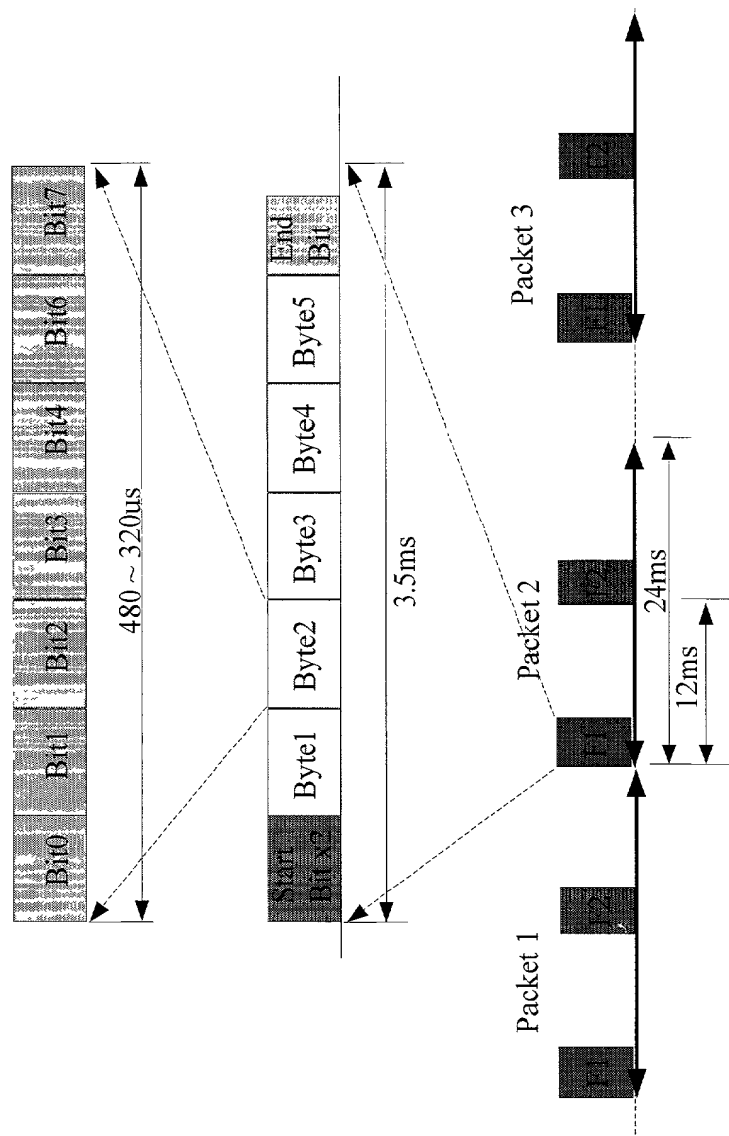 Bit0 Bit1 Bit2 Bit3 Bit4 Bit6 Bit7
480 ~ 320us
Start Bit x2
Byte1 Byte2 Byte3 Byte4 Byte5
End Bit
3.5ms
Packet 1 Packet 2 Packet 3
F1 F2 F1 F2 F1 F2
24ms
12ms